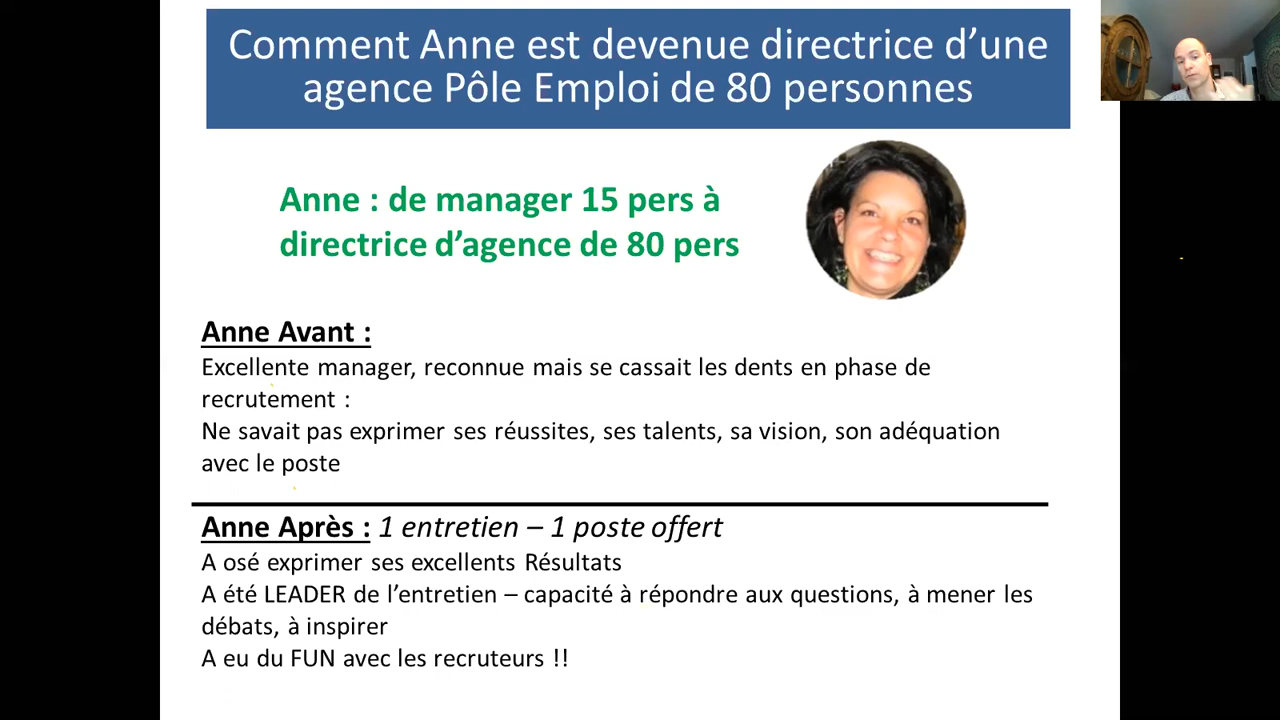 Comment Anne est devenue directrice d’une
agence Pôle Emploi de 80 personnes
Anne : de manager 15 pers à
directrice d’agence de 80 pers
Anne Avant :
Excellente manager, reconnue mais se cassait les dents en phase de
recrutement :
Ne savait pas exprimer ses réussites, ses talents, sa vision, son adéquation
avec le poste
Anne Après : 1 entretien – 1 poste offert
A osé exprimer ses excellents Résultats
A été LEADER de l’entretien – capacité à répondre aux questions, à mener les
débats, à inspirer
A eu du FUN avec les recruteurs !!